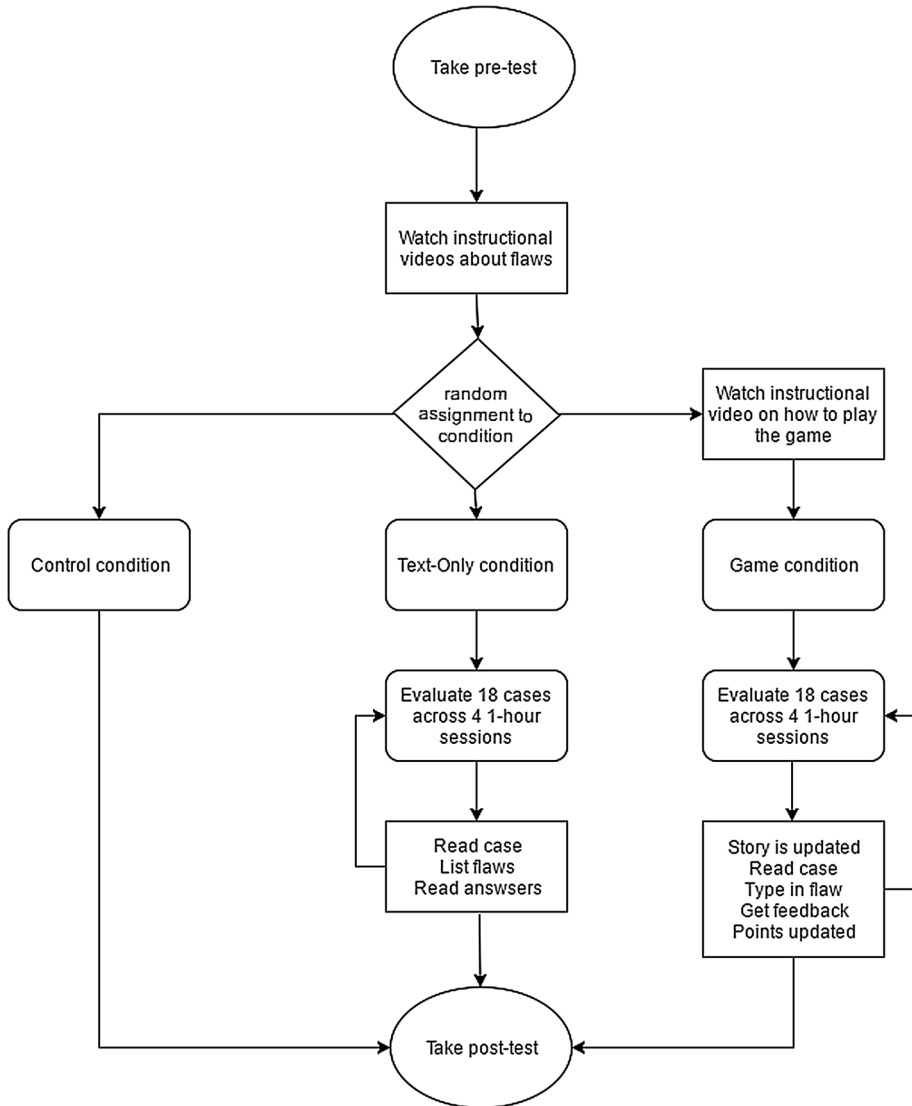 Take pre-test
Watch instructional
videos about flaws
random
assignment to
condition
Watch instructional
video on how to play
the game
Control condition
Text-Only condition
Game condition
Evaluate 18 cases
across 4 1-hour
sessions
Evaluate 18 cases
across 4 1-hour
sessions
Read case
List flaws
Read answsers
Story is updated
Read case
Type in flaw
Get feedback
Points updated
Take post-test